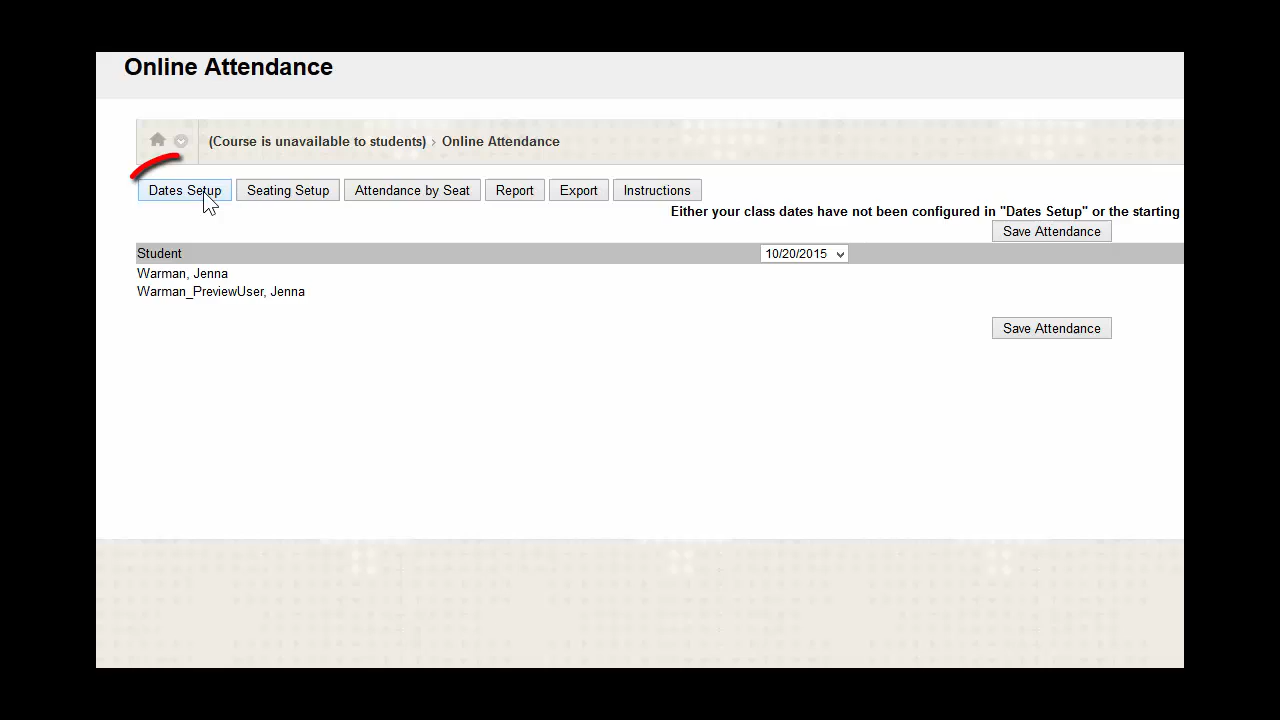 Online Attendance
(Course is unavailable to students) › Online Attendance
Dates Setup Seating Setup Attendance by Seat Report Export Instructions
Either your class dates have not been configured in "Dates Setup" or the starting
Save Attendance
Student 10/20/2015
Warman, Jenna
Warman_PreviewUser, Jenna
Save Attendance